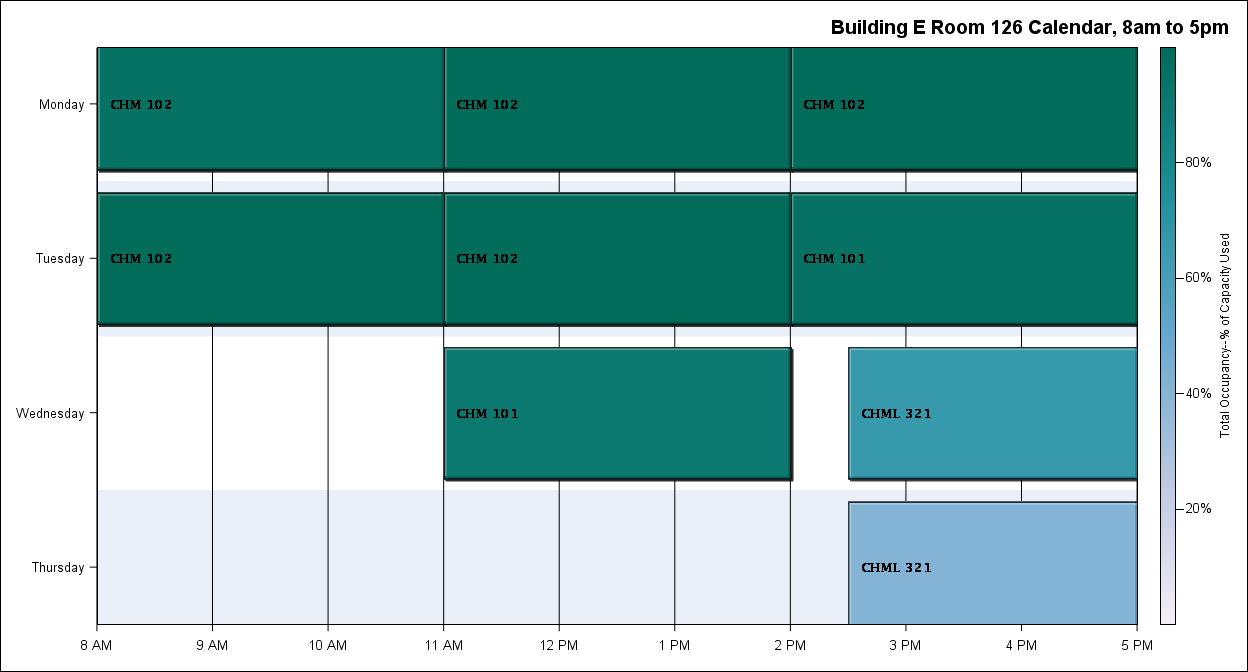 Building E Room 126 Calendar, 8am to 5pm
Monday
CHM 102
CHM 102
CHM 102
Tuesday
CHM 102
CHM 102
CHM 101
Wednesday
CHM 101
CHML 321
Thursday
CHML 321
8 AM
9 AM
10 AM
11 AM
12 PM
1 PM
2 PM
3 PM
4 PM
5 PM
80%
60%
40%
20%
Total Occupancy--% of Capacity Used